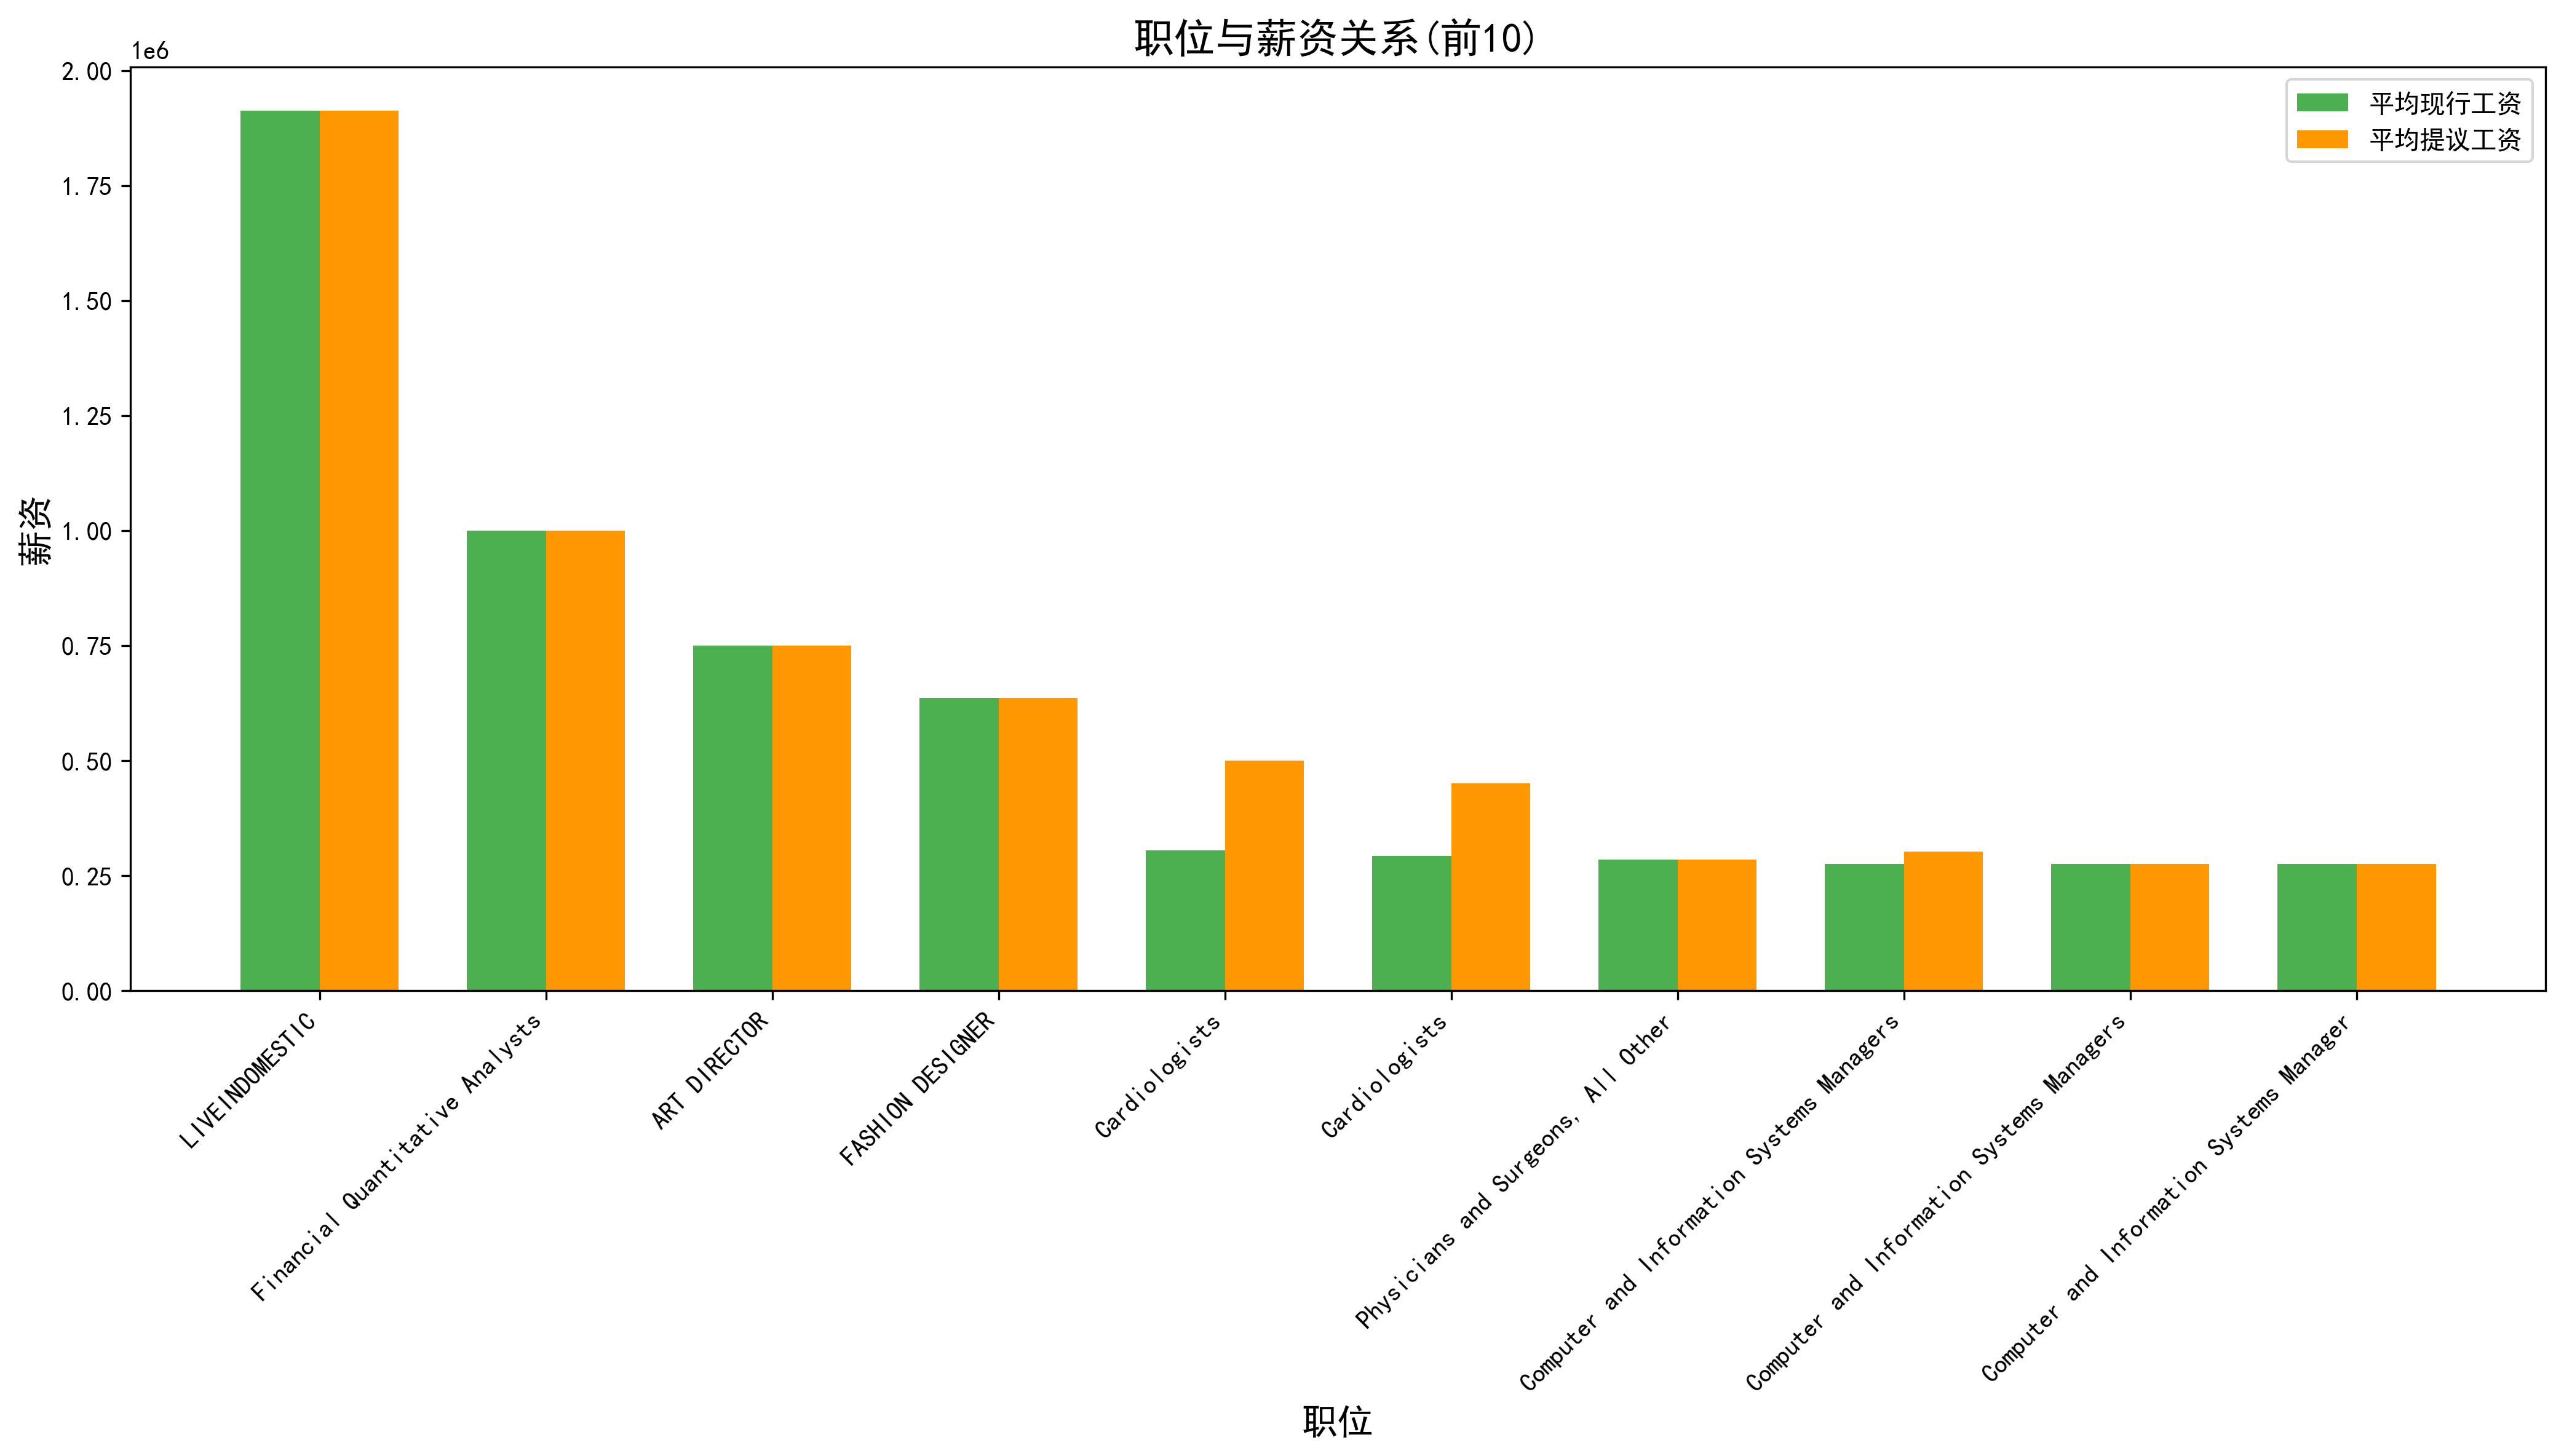 职位与薪资关系(前10)
1e6
2.00
1.75
1.50
1.25
1.00
0.75
0.50
0.25
0.00
薪资
平均现行工资
平均提议工资
LIVEINDOMESTIC
Financial Quantitative Analysts
ART DIRECTOR
FASHION DESIGNER
Cardiologists
Cardiologists
Physicians and Surgeons, All Other
Computer and Information Systems Managers
Computer and Information Systems Managers
Computer and Information Systems Manager
职位